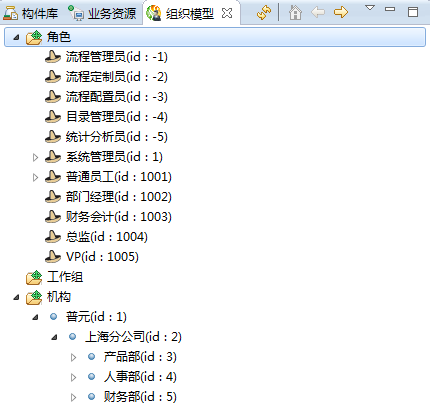 构件库 业务资源 组织模型
角色
流程管理员(id : -1)
流程定制员(id : -2)
流程配置员(id : -3)
目录管理员(id : -4)
统计分析员(id : -5)
系统管理员(id : 1)
普通员工(id : 1001)
部门经理(id : 1002)
财务会计(id : 1003)
总监(id : 1004)
VP(id : 1005)
工作组
机构
普元(id : 1)
上海分公司(id : 2)
产品部(id : 3)
人事部(id : 4)
财务部(id : 5)